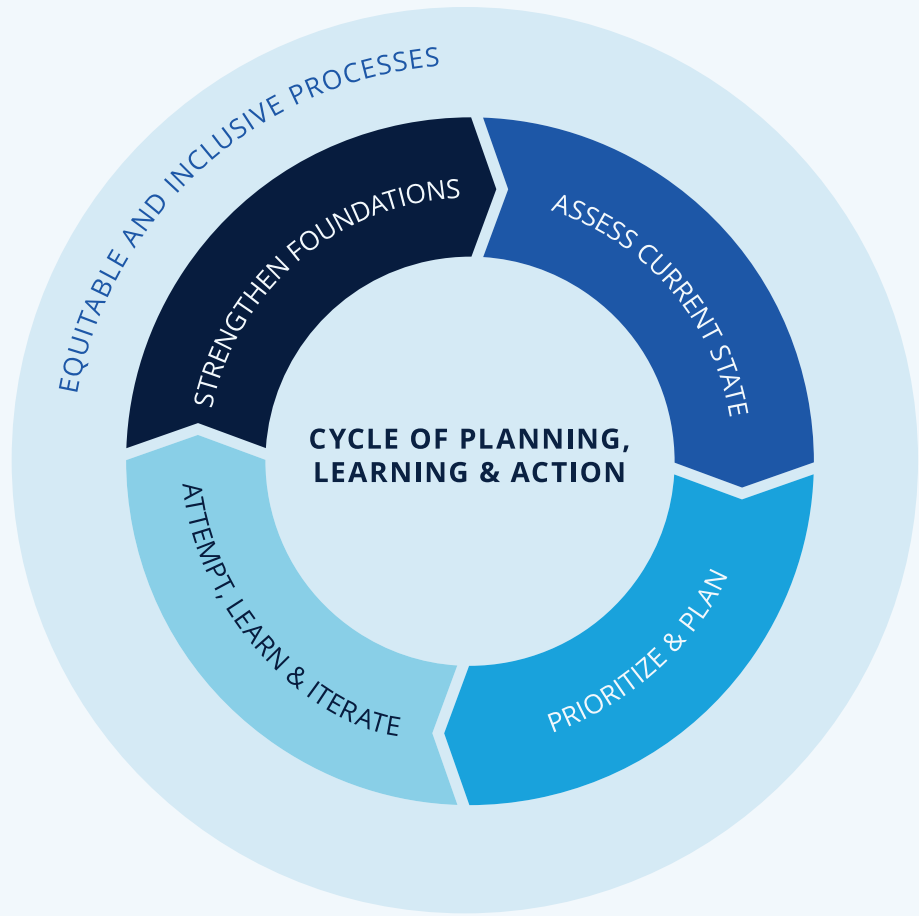 EQUITABLE AND INCLUSIVE PROCESSES
STRENGTHEN FOUNDATIONS
ASSESS CURRENT STATE
CYCLE OF PLANNING,
LEARNING & ACTION
PRIORITIZE & PLAN
ATTEMPT, LEARN & ITERATE